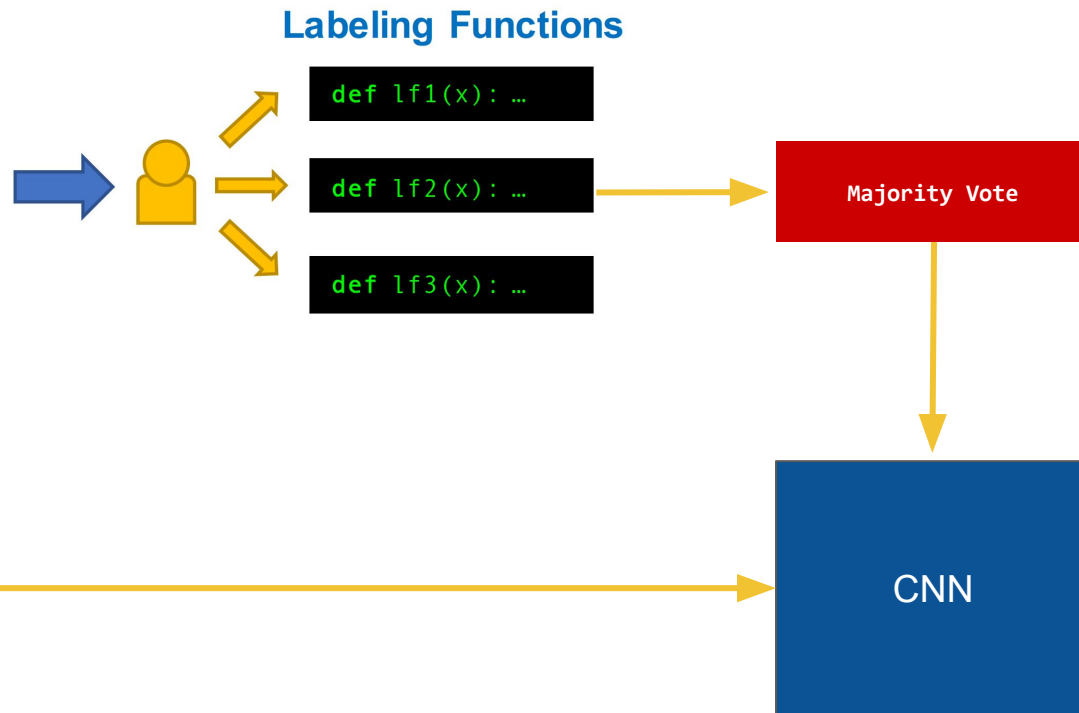 Labeling Functions
def lf1(x): …
def lf2(x): …
Majority Vote
def lf3(x): …
CNN